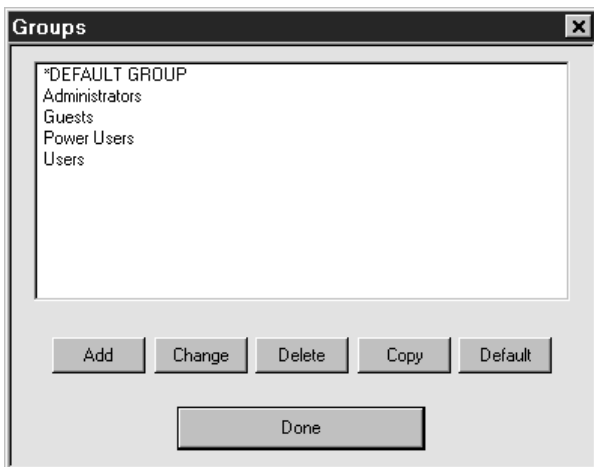 Groups
*DEFAULT GROUP
Administrators
Guests
Power Users
Users
Add Change Delete Copy Default
Done